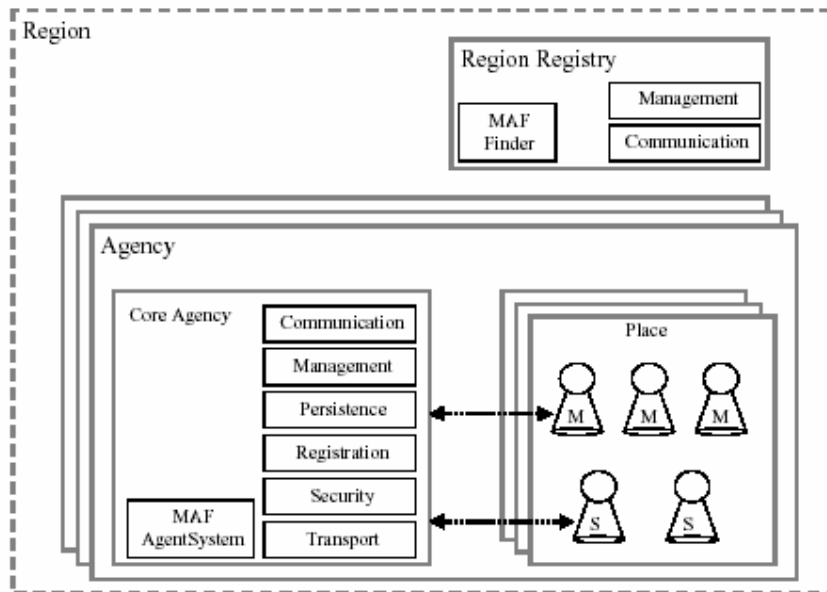 Region
Region Registry
MAF
Finder
Management
Communication
Agency
Core Agency
Communication
Management
Persistence
Registration
Security
Transport
MAF
AgentSystem
Place
M
M
M
S
S